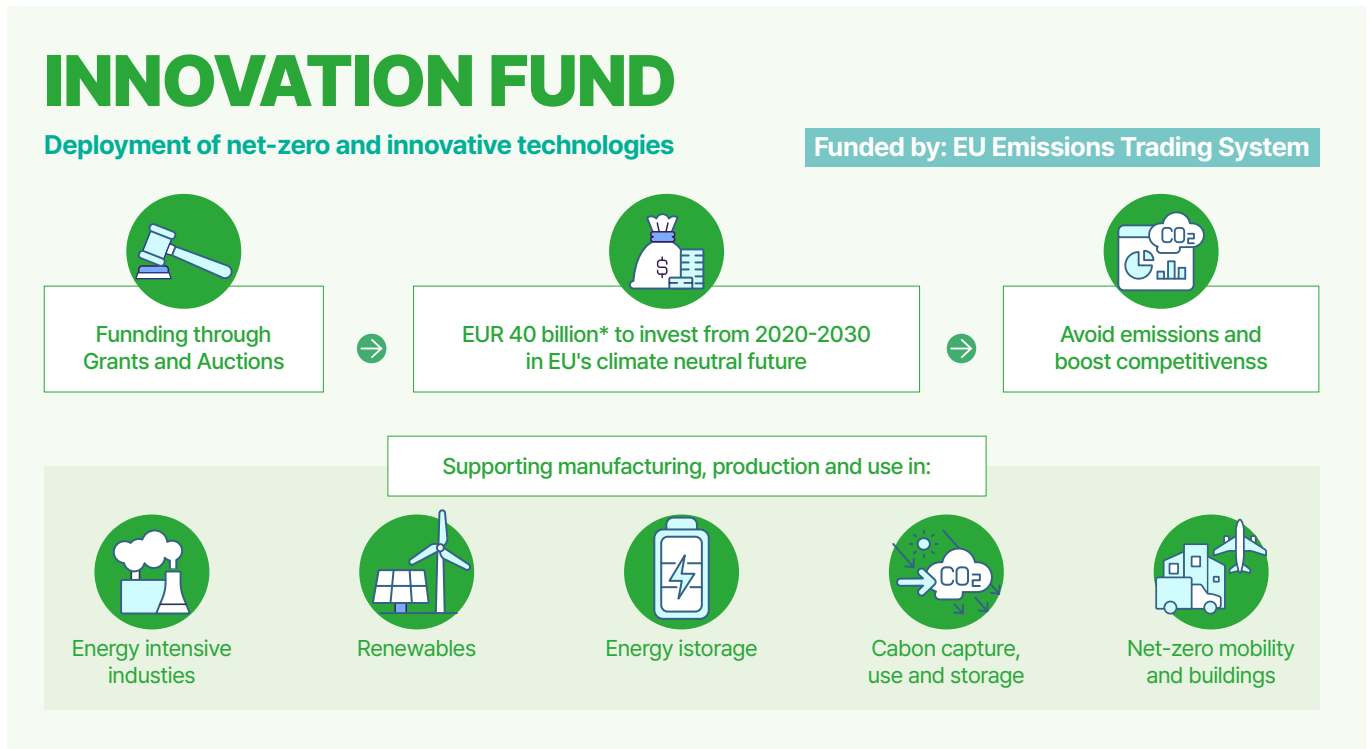 INNOVATION FUND
Deployment of net-zero and innovative technologies
Funded by: EU Emissions Trading System
$
CO2
Funnding through
Grants and Auctions
EUR 40 billion* to invest from 2020-2030
in EU's climate neutral future
Avoid emissions and
boost competitivenss
Supporting manufacturing, production and use in:
CO2
Energy intensive
industies
Renewables
Energy istorage
Cabon capture,
use and storage
Net-zero mobility
and buildings